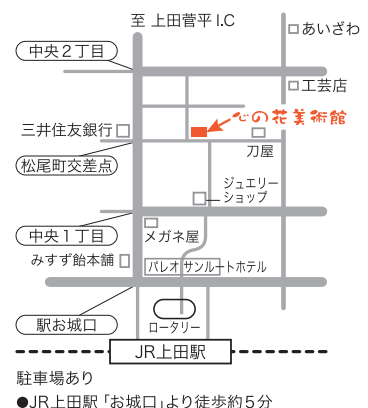 至 上田菅平 I.C
あいざわ
中央2丁目
工芸店
心の花美術館
三井住友銀行
刀屋
松尾町交差点
ジュエリー
ショップ
中央1丁目
メガネ屋
みすず飴本舗
パレオ サンルートホテル
駅お城口
ロータリー
JR上田駅
駐車場あり
●JR上田駅「お城口」より徒歩約5分